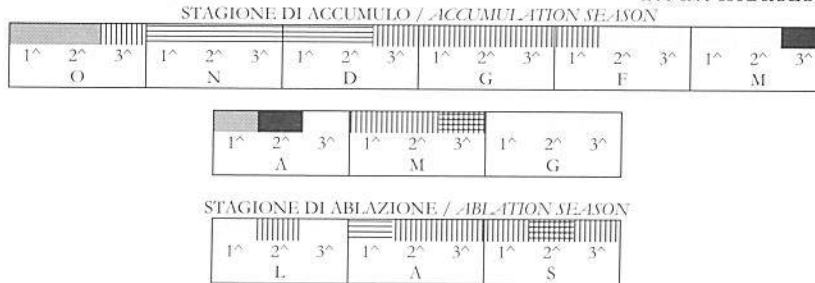 STAGIONE DI ACCUMULO / ACCUMULATION SEASON
1^ 2^ 3^ 1^ 2^ 3^ 1^ 2^ 3^ 1^ 2^ 3^ 1^ 2^ 3^ 1^ 2^ 3^
O N D G F M
1^ 2^ 3^ 1^ 2^ 3^ 1^ 2^ 3^
A M G
STAGIONE DI ABLAZIONE / ABLATION SEASON
1^ 2^ 3^ 1^ 2^ 3^ 1^ 2^ 3^
L A S